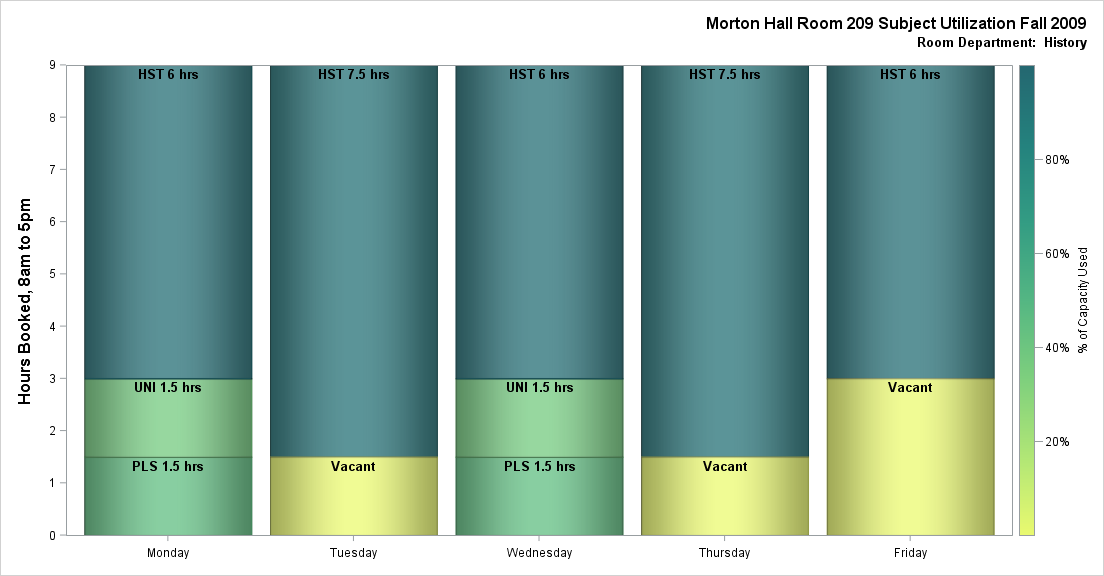 Morton Hall Room 209 Subject Utilization Fall 2009
Room Department: History
Hours Booked, 8am to 5pm
9
8
7
6
5
4
3
2
1
0
HST 6 hrs
UNI 1.5 hrs
PLS 1.5 hrs
HST 7.5 hrs
Vacant
HST 6 hrs
UNI 1.5 hrs
PLS 1.5 hrs
HST 7.5 hrs
Vacant
HST 6 hrs
Vacant
Monday
Tuesday
Wednesday
Thursday
Friday
80%
60%
40%
20%
% of Capacity Used